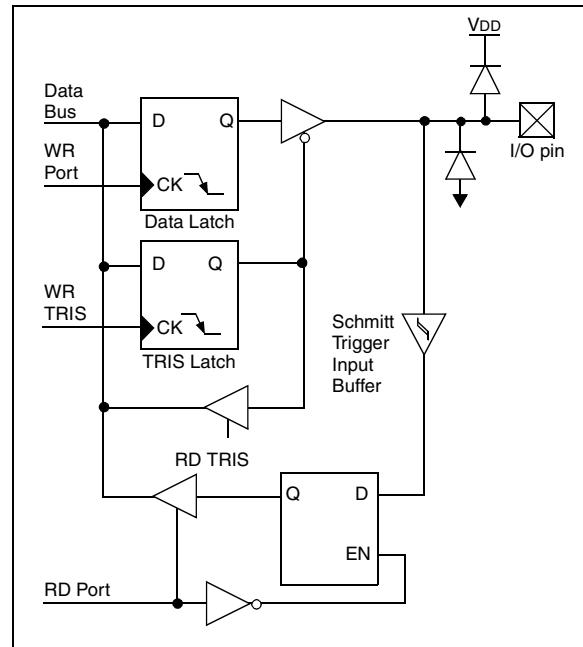 VDD
Data
Bus
D
Q
I/O pin
WR
Port
CK
Data Latch
D
Q
WR
TRIS
CK
TRIS Latch
Schmitt
Trigger
Input
Buffer
RD TRIS
Q
D
EN
RD Port